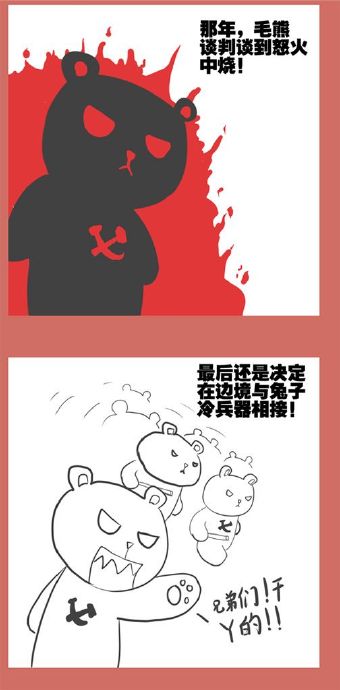 那年，毛熊
谈判谈到怒火
中烧！
最后还是决定
在边境与兔子
冷兵器相接！
兄弟们！干
丫的！！